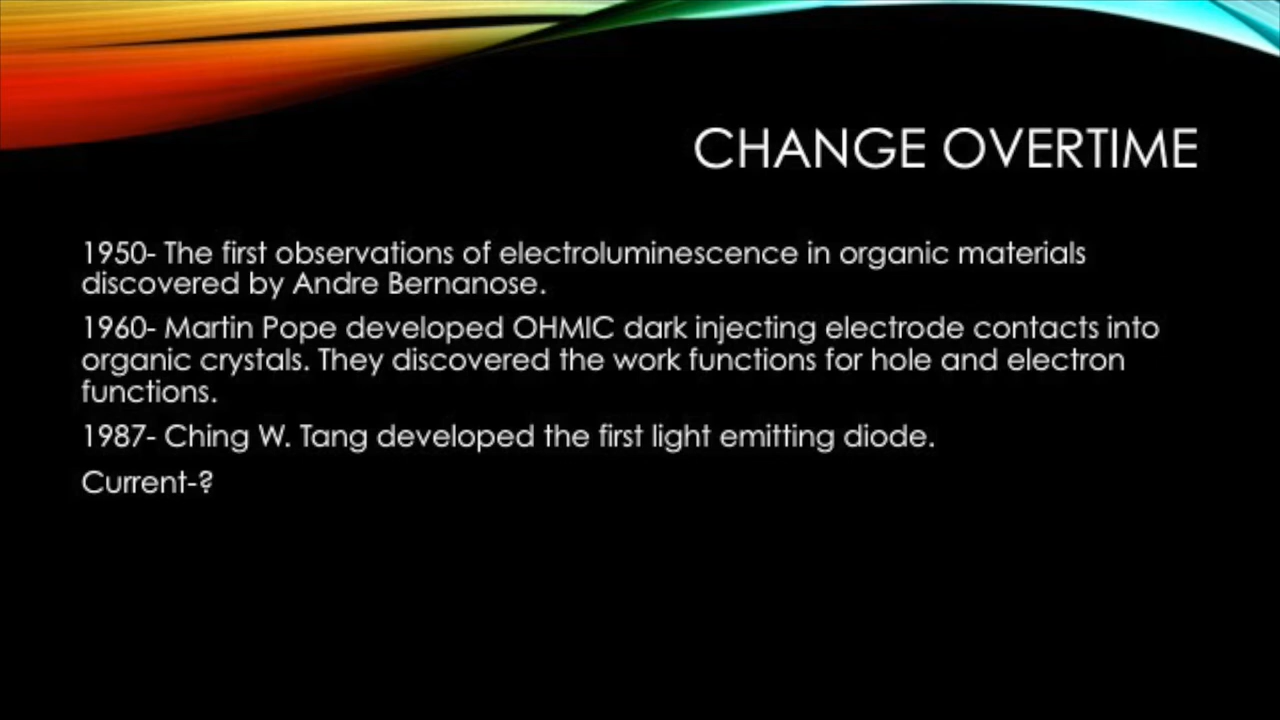 CHANGE OVERTIME
1950- The first observations of electroluminescence in organic materials
discovered by Andre Bernanose.
1960- Martin Pope developed OHMIC dark injecting electrode contacts into
organic crystals. They discovered the work functions for hole and electron
functions.
1987- Ching W. Tang developed the first light emitting diode.
Current-?